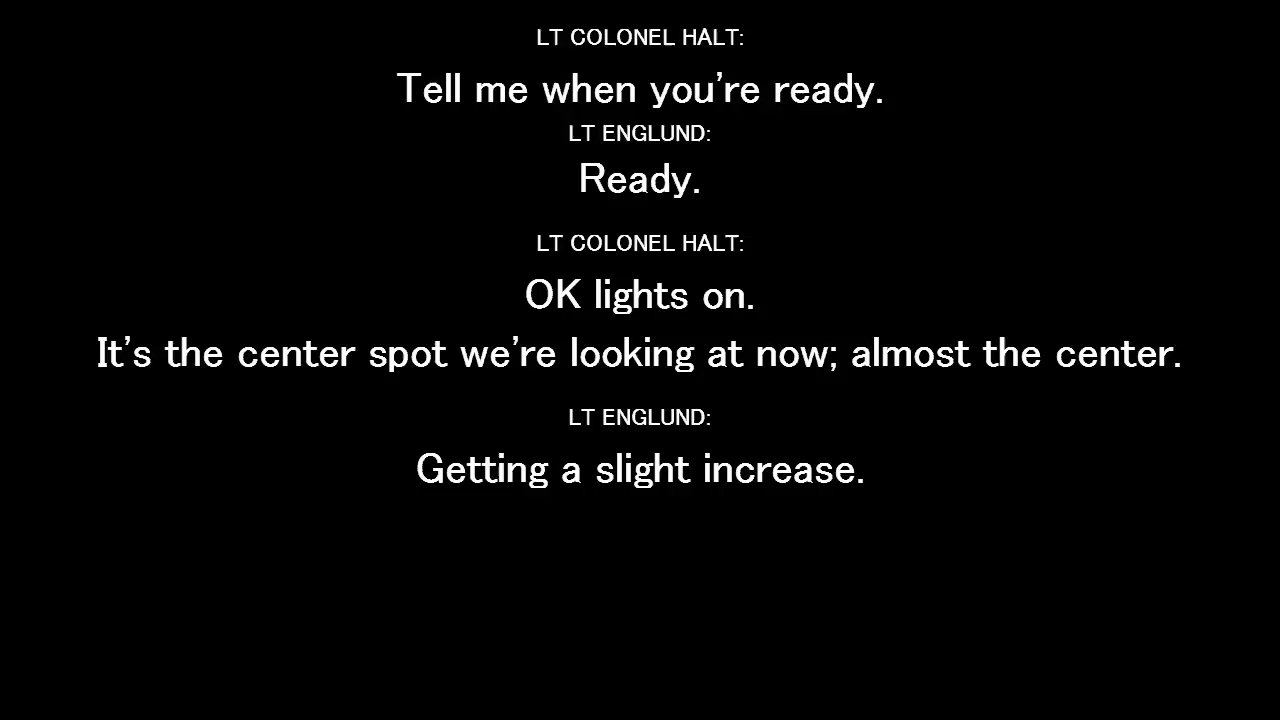 LT COLONEL HALT:
Tell me when you’re ready.
LT ENGLUND:
Ready.
LT COLONEL HALT:
OK lights on.
It’s the center spot we’re looking at now; almost the center.
LT ENGLUND:
Getting a slight increase.